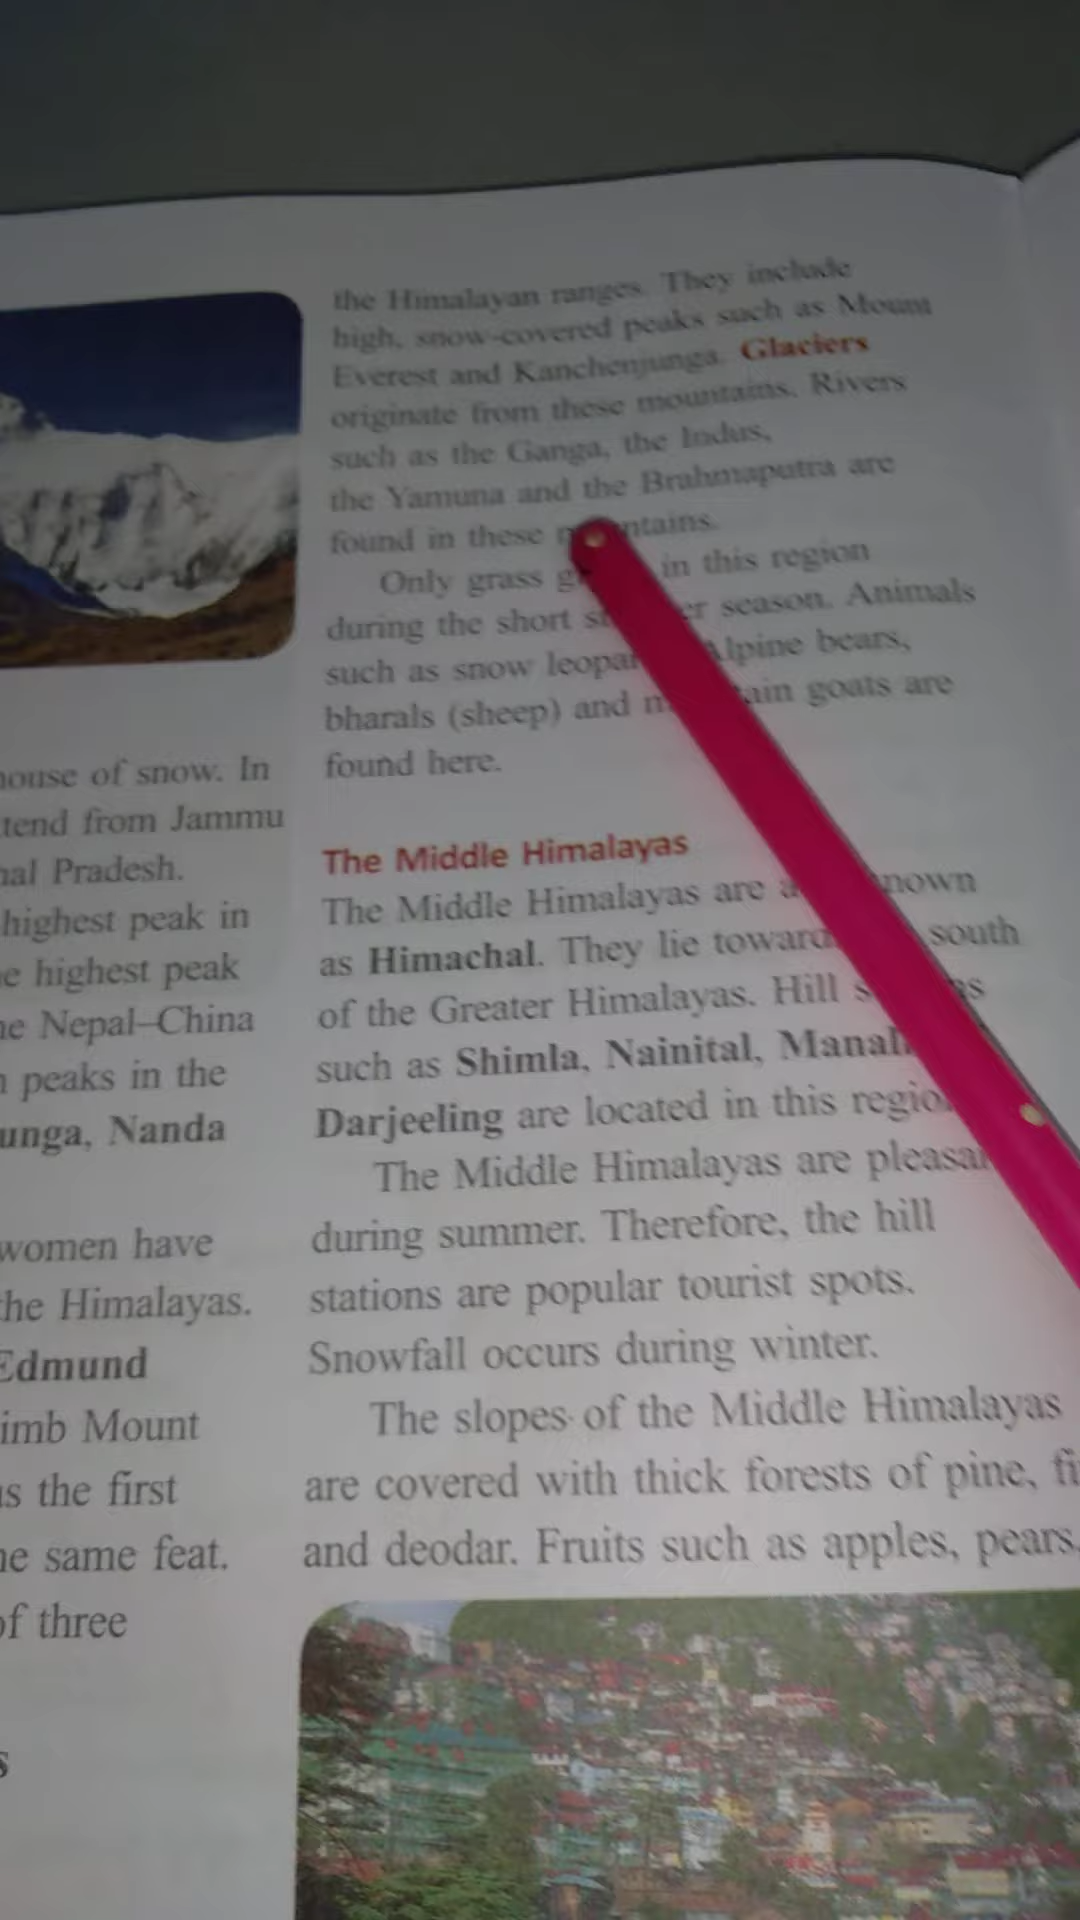 house of snow. In
tend from Jammu
Pradesh.
highest peak in
highest peak
Nepal–China
peaks in the
unga, Nanda
women have
the Himalayas.
Edmund
imb Mount
the first
same feat.
of three
the Himalayan ranges. They include
high, snow-covered peaks such as Mount
Everest and Kanchenjunga. Glaciers
originate from these mountains. Rivers
such as the Ganga, the Indus,
the Yamuna and the Brahmaputra are
found in these ntains.
Only grass in this region
during the short season. Animals
such as snow Alpine bears,
bharals (sheep) and goats are
found here.
The Middle Himalayas
The Middle Himalayas are
as Himachal. They lie south
of the Greater Himalayas. Hill
such as Shimla, Nainital, Manali
Darjeeling are located in this
The Middle Himalayas are
during summer. Therefore, the hill
stations are popular tourist spots.
Snowfall occurs during winter.
The slopes of the Middle Himalayas
are covered with thick forests of pine,
and deodar. Fruits such as apples, pears,